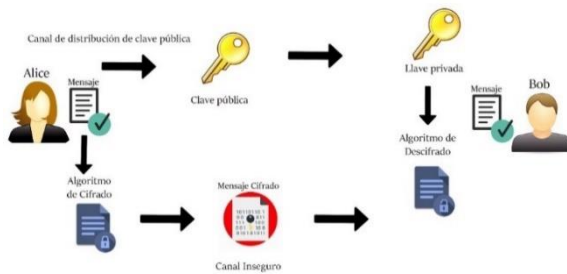 Canal de distribución de clave pública
Alice
Mensaje
Clave pública
Llave privada
Mensaje
Bob
Algoritmo de
Descifrado
Algoritmo
de Cifrado
Mensaje Cifrado
Canal Inseguro